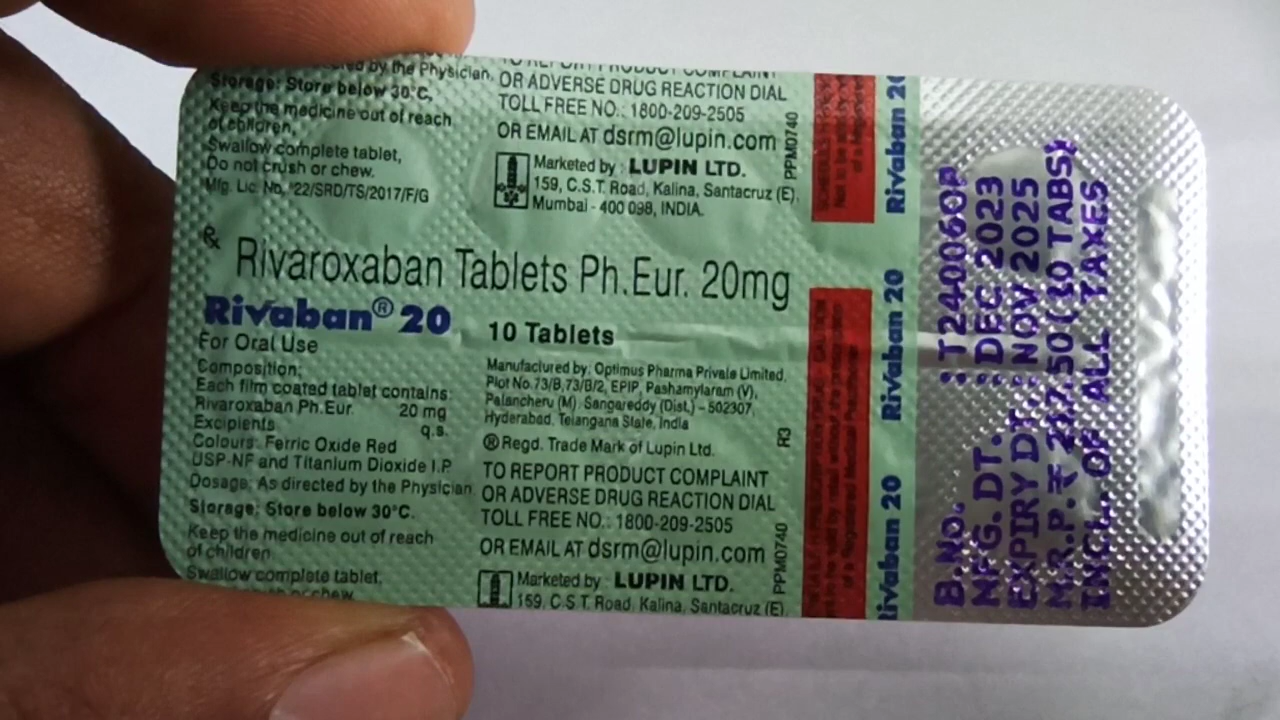 by the Physician.
Storage: Store below 30°C.
Keep the medicine out of reach
of children.
Swallow complete tablet,
Do not crush or chew.
Mfg. Lic. No. 22/SRD/TS/2017/F/G
TO REPORT PRODUCT COMPLAINT
OR ADVERSE DRUG REACTION DIAL
TOLL FREE NO.: 1800-209-2505
OR EMAIL AT dsrm@lupin.com
Marketed by : LUPIN LTD.
159, C.S.T. Road, Kalina, Santacruz (E),
Mumbai - 400 098, INDIA.
PPM0740
Rx Rivaroxaban Tablets Ph.Eur. 20mg
Rivaban® 20
For Oral Use
Composition:
Each film coated tablet contains:
Rivaroxaban Ph.Eur. 20 mg
Excipients q.s.
Colours: Ferric Oxide Red
USP-NF and Titanium Dioxide I.P.
Dosage: As directed by the Physician.
Storage: Store below 30°C.
Keep the medicine out of reach
of children.
Swallow complete tablet,
or chew.
10 Tablets
Manufactured by: Optimus Pharma Private Limited.
Plot No.73/B,73/B/2, EPIP, Pashamylaram (V),
Patancheru (M). Sangareddy (Dist.) - 502307,
Hyderabad, Telangana State, India
® Regd. Trade Mark of Lupin Ltd.
R3
TO REPORT PRODUCT COMPLAINT
OR ADVERSE DRUG REACTION DIAL
TOLL FREE NO.: 1800-209-2505
OR EMAIL AT dsrm@lupin.com
Marketed by : LUPIN LTD.
159, C.S.T. Road, Kalina, Santacruz (E),
PPM0740
Rivaban 20
Rivaban 20
Rivaban 20
B.NO. : T240060P
MFG. DT. : DEC 2023
EXPIRY DT. : NOV 2025
M.R.P. ₹ 217.50 (10 TABS)
INCL. OF ALL TAXES